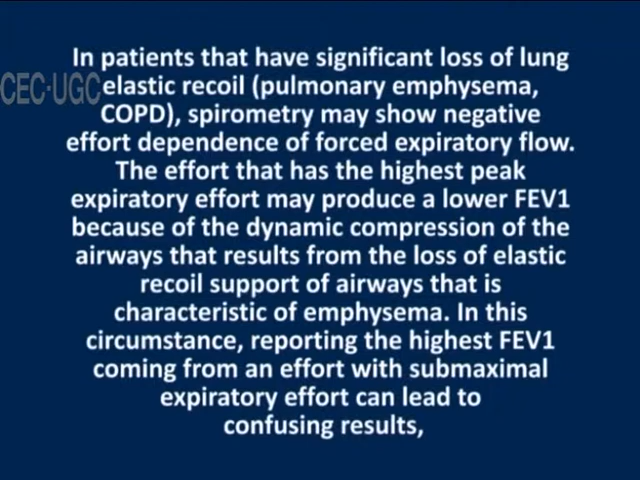 In patients that have significant loss of lung
CEC-UGC
elastic recoil (pulmonary emphysema,
COPD), spirometry may show negative
effort dependence of forced expiratory flow.
The effort that has the highest peak
expiratory effort may produce a lower FEV1
because of the dynamic compression of the
airways that results from the loss of elastic
recoil support of airways that is
characteristic of emphysema. In this
circumstance, reporting the highest FEV1
coming from an effort with submaximal
expiratory effort can lead to
confusing results,